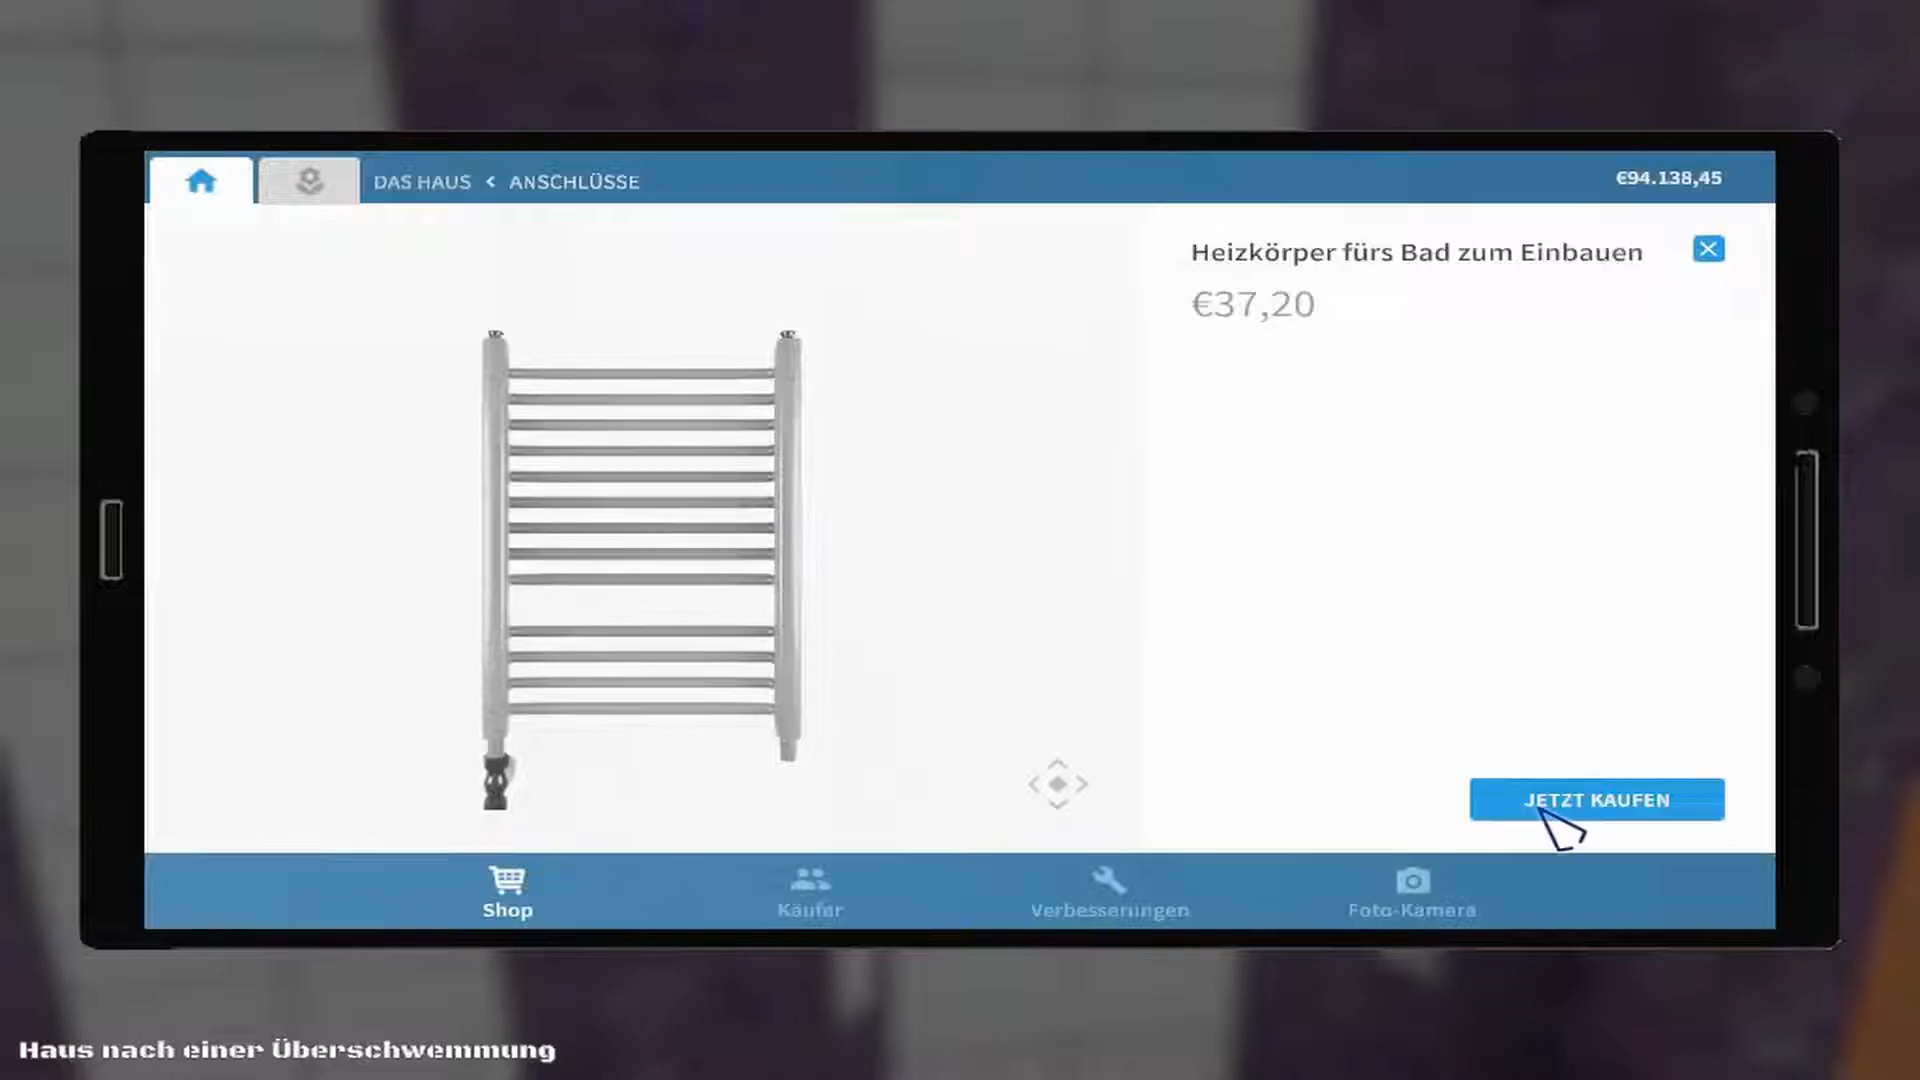 DAS HAUS < ANSCHLÜSSE
€94.138,45
Heizkörper fürs Bad zum Einbauen
€37,20
JETZT KAUFEN
Shop
Käufer
Verbesserungen
Foto-Kamera
Haus nach einer Überschwemmung